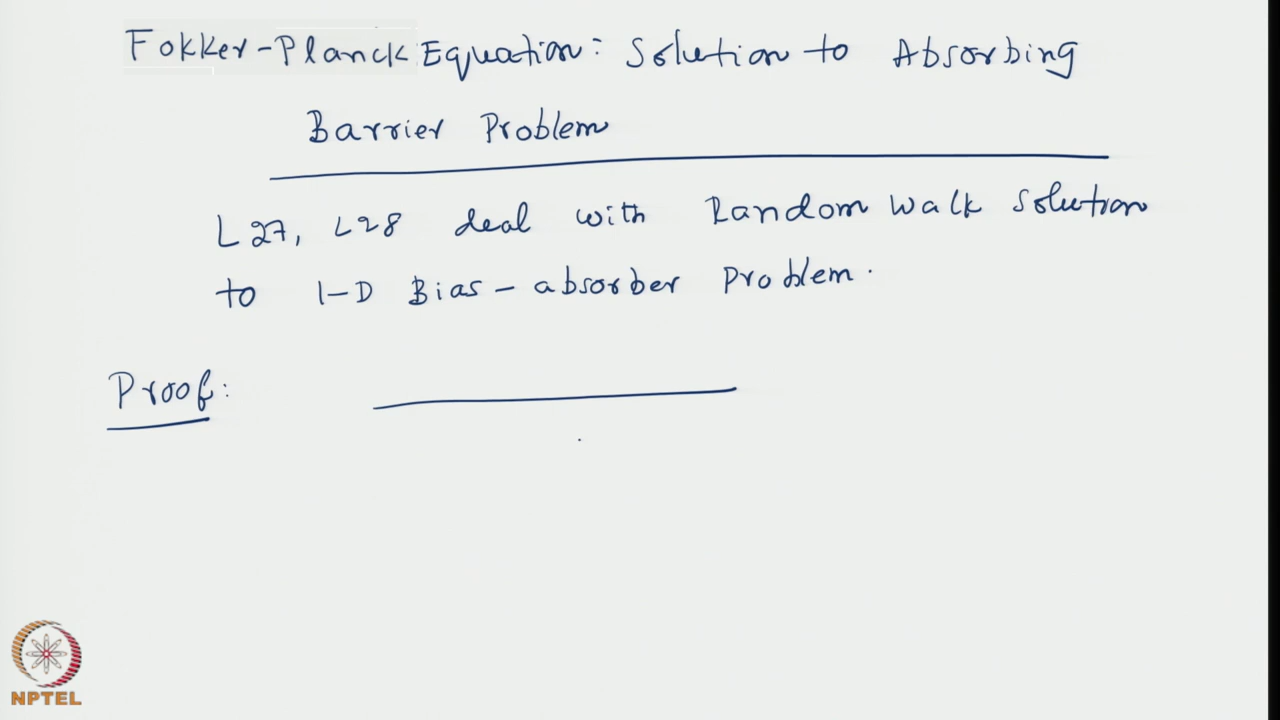 Fokker-Planck Equation: Solution to Absorbing
Barrier Problem
L27, L28 deal with Random Walk Solution
to 1-D Bias-absorber Problem.
Proof:
NPTEL